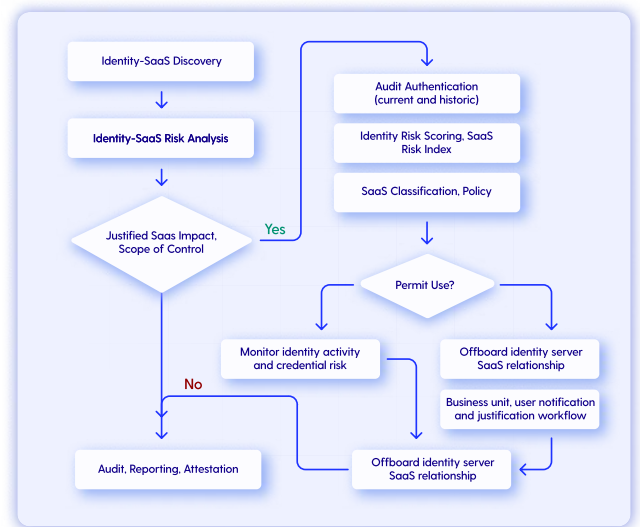 Identity-SaaS Discovery
Identity-SaaS Risk Analysis
Justified Saas Impact,
Scope of Control
Yes
Audit Authentication
(current and historic)
Identity Risk Scoring, SaaS
Risk Index
SaaS Classification, Policy
Permit Use?
Monitor identity activity
and credential risk
Offboard identity server
SaaS relationship
Business unit, user notification
and justification workflow
No
Offboard identity server
SaaS relationship
Audit, Reporting, Attestation